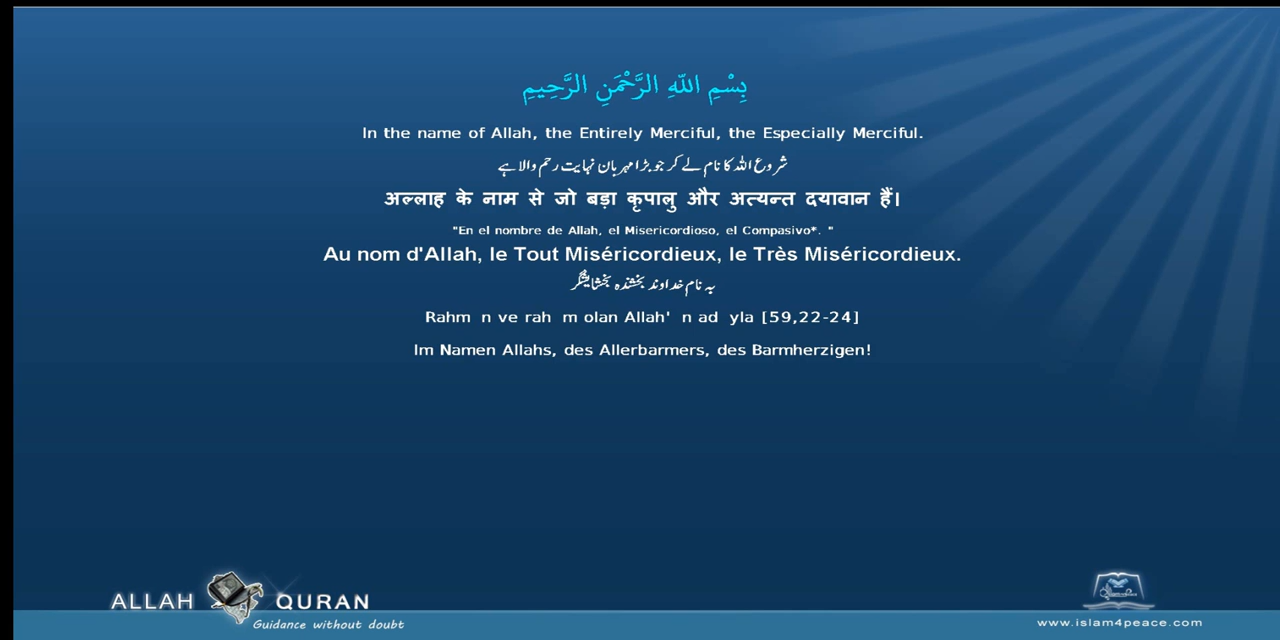 بِسْمِ اللّهِ الرَّحْمَنِ الرَّحِيمِ
In the name of Allah, the Entirely Merciful, the Especially Merciful.
شروع اللہ کا نام لے کر جو بڑا مہربان نہایت رحم والا ہے
अल्लाह के नाम से जो बड़ा कृपालु और अत्यन्त दयावान हैं।
"En el nombre de Allah, el Misericordioso, el Compasivo*. "
Au nom d'Allah, le Tout Miséricordieux, le Très Miséricordieux.
به نام خداوند بخشنده بخشایشگر
Rahm n ve rah m olan Allah' n ad yla [59,22-24]
Im Namen Allahs, des Allerbarmers, des Barmherzigen!
ALLAH QURAN
Guidance without doubt
www.islam4peace.com